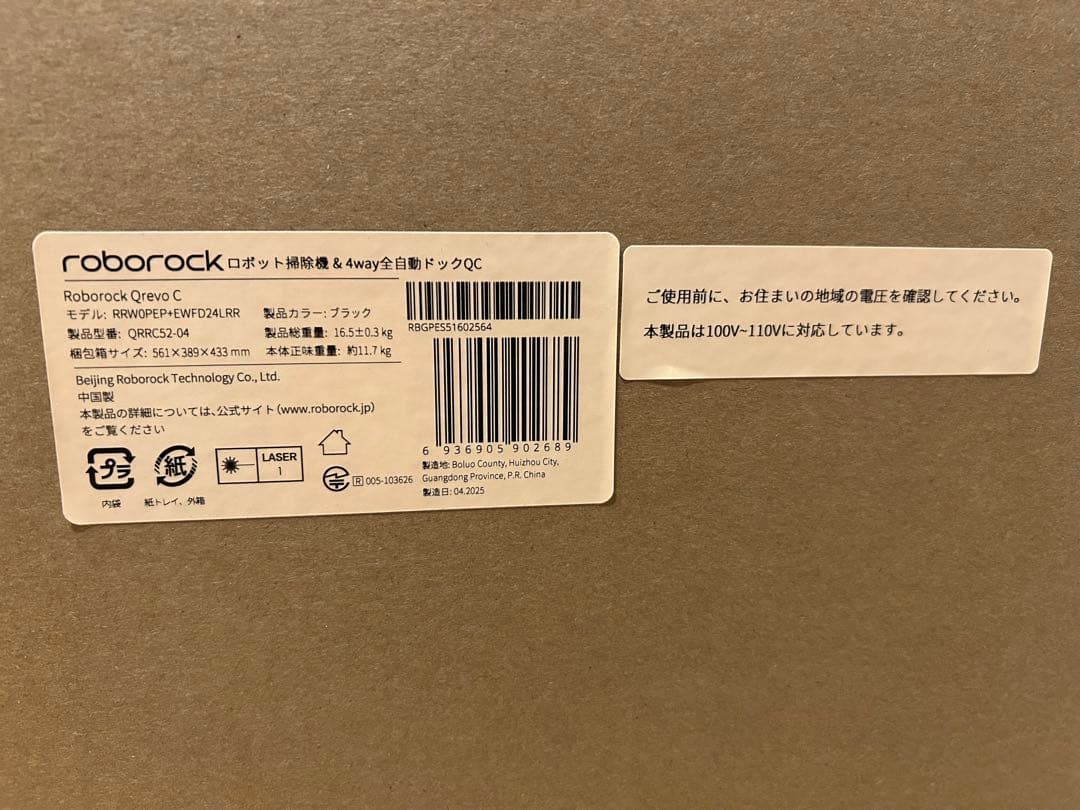 roborock ロボット掃除機 & 4way全自動ドックQC
Roborock Qrevo C
モデル: RRW0PEP+EWFD24LRR 製品カラー: ブラック
製品型番: QRRC52-04 製品総重量: 16.5±0.3 kg
梱包箱サイズ: 561×389×433 mm 本体正味重量: 約11.7 kg
Beijing Roborock Technology Co., Ltd.
中国製
本製品の詳細については、公式サイト(www.roborock.jp)
をご覧ください
プラ
内袋
紙
紙トレイ、外箱
LASER
1
R 005-103626
RBGPES51602564
6 936905 902689
製造地: Boluo County, Huizhou City,
Guangdong Province, P.R. China
製造日: 04.2025
ご使用前に、お住まいの地域の電圧を確認してください。
本製品は100V~110Vに対応しています。